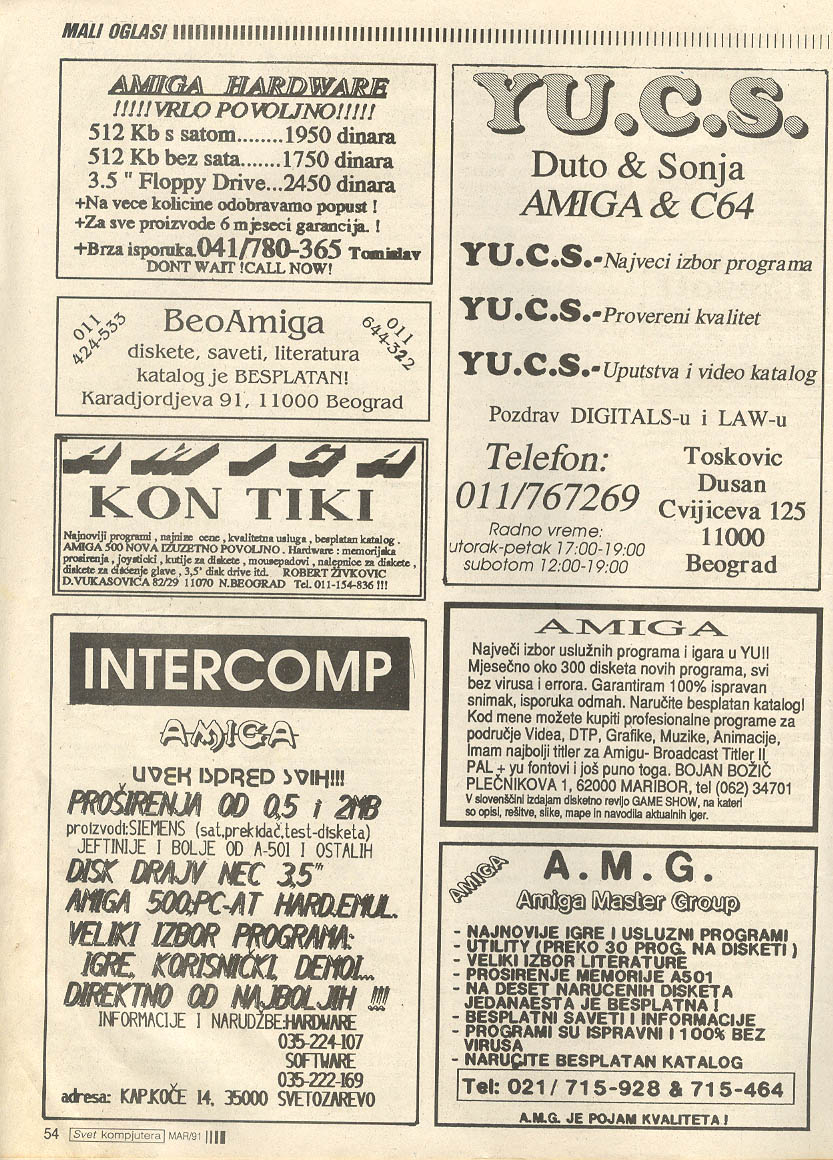 MALI OGLASI
AMIGA HARDWARE
!!!!!VRLO POVOLJNO!!!!!
512 Kb s satom........1950 dinara
512 Kb bez sata.......1750 dinara
3.5 " Floppy Drive...2450 dinara
+Na vece kolicine odobravamo popust !
+Za sve proizvode 6 mjeseci garancija. !
+Brza isporuka.041/780-365 Tomislav
DONT WAIT !CALL NOW!
011
424-533
BeoAmiga
011
644-322
diskete, saveti, literatura
katalog je BESPLATAN!
Karadjordjeva 91, 11000 Beograd
AMIGA
KON TIKI
Najnoviji programi , najnize cene , kvalitetna usluga , besplatan katalog .
AMIGA 500 NOVA IZUZETNO POVOLJNO . Hardware : memorijska
prosirenja , joysticki , kutije za diskete , mousepadovi , nalepnice za diskete ,
diskete za dišćenje glave , 3,5" disk drive itd. ROBERT ŽIVKOVIC
D.VUKASOVIĆA 82/29 11070 N.BEOGRAD Tel. 011-154-836 !!!
INTERCOMP
AMIGA
UVEK ISPRED SVIH!!!
PROŠIRENJA OD 0,5 i 2MB
proizvodi:SIEMENS (sat,prekidač,test-disketa)
JEFTINIJE I BOLJE OD A-501 I OSTALIH
DISK DRAJV NEC 3,5"
AMIGA 500;PC-AT HARD.EMUL.
VELIKI IZBOR PROGRAMA:
IGRE, KORISNIČKI, DEMOI...
DIREKTNO OD NAJBOLJIH !!!!
INFORMACIJE I NARUDŽBE:HARDWARE
035-224-107
SOFTWARE
035-222-169
adresa: KAP.KOČE 14, 35000 SVETOZAREVO
YU.C.S.
Duto & Sonja
AMIGA & C64
YU.C.S.-Najveci izbor programa
YU.C.S.-Provereni kvalitet
YU.C.S.-Uputstva i video katalog
Pozdrav DIGITALS-u i LAW-u
Telefon:
011/767269
Radno vreme:
utorak-petak 17:00-19:00
subotom 12:00-19:00
Toskovic
Dusan
Cvijiceva 125
11000
Beograd
AMIGA
Največi izbor uslužnih programa i igara u YU!!
Mjesečno oko 300 disketa novih programa, svi
bez virusa i errora. Garantiram 100% ispravan
snimak, isporuka odmah. Naručite besplatan katalog!
Kod mene možete kupiti profesionalne programe za
područje Videa, DTP, Grafike, Muzike, Animacije,
Imam najbolji titler za Amigu- Broadcast Titler II
PAL + yu fontovi i još puno toga. BOJAN BOŽIČ
PLEČNIKOVA 1, 62000 MARIBOR, tel (062) 34701
V slovenščini izdajam disketno revijo GAME SHOW, na kateri
so opisi, rešitve, slike, mape in navodila aktualnih iger.
AMIGA
A.M.G.
Amiga Master Group
- NAJNOVIJE IGRE I USLUZNI PROGRAMI
- UTILITY (PREKO 30 PROG. NA DISKETI )
- VELIKI IZBOR LITERATURE
- PROSIRENJE MEMORIJE A501
- NA DESET NARUCENIH DISKETA
JEDANAESTA JE BESPLATNA !
- BESPLATNI SAVETI I INFORMACIJE
- PROGRAMI SU ISPRAVNI I 100% BEZ
VIRUSA
- NARUCITE BESPLATAN KATALOG
Tel: 021/ 715-928 & 715-464
A.M.G. JE POJAM KVALITETA !
54 Svet kompjutera MAR/91